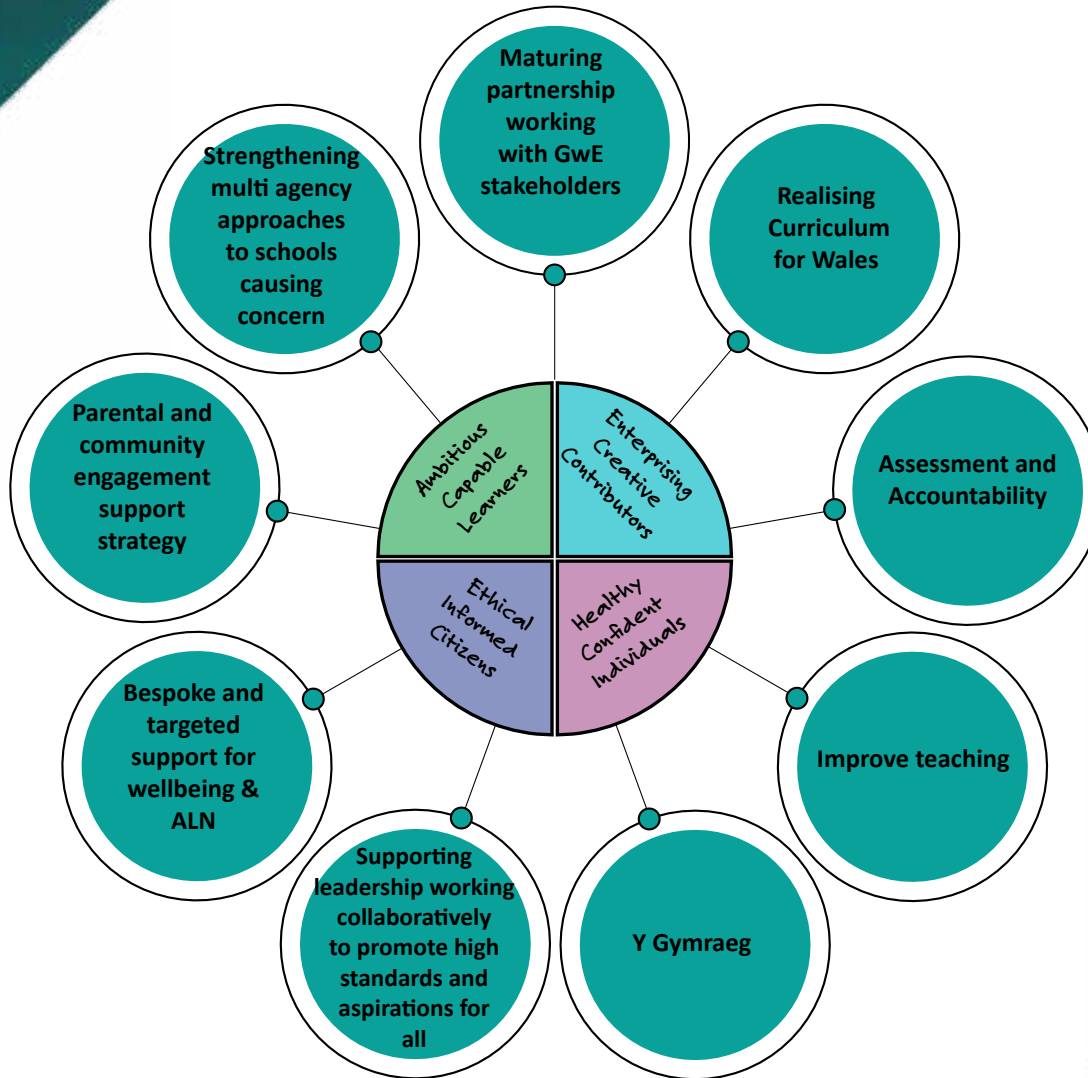 Maturing
partnership
working
with GwE
stakeholders
Realising
Curriculum
for Wales
Assessment and
Accountability
Improve teaching
Y Gymraeg
Supporting
leadership working
collaboratively
to promote high
standards and
aspirations for
all
Bespoke and
targeted
support for
wellbeing &
ALN
Parental and
community
engagement
support
strategy
Strengthening
multi agency
approaches
to schools
causing
concern
Ambitious
Capable
Learners
Enterprising
Creative
Contributors
Ethical
Informed
Citizens
Healthy
Confident
Individuals